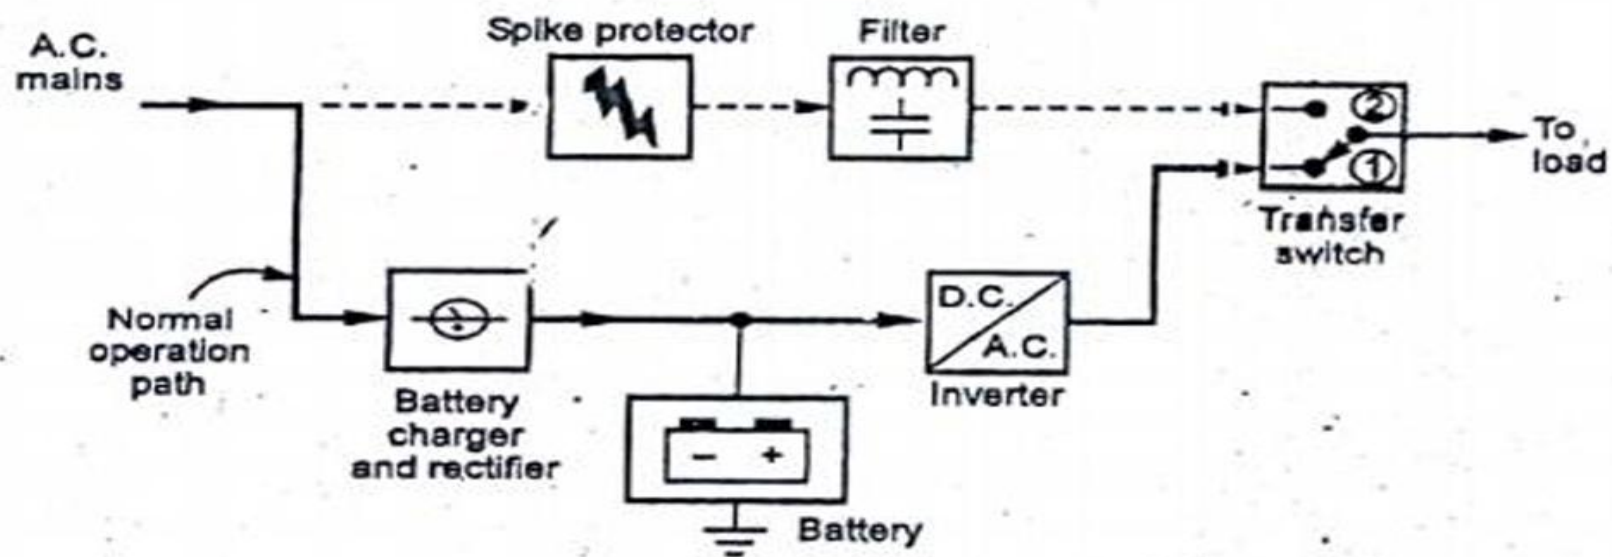 Spike protector
Filter
A.C.
mains
2
1
To
load
Transfer
switch
Normal
operation
path
D.C.
A.C.
Inverter
Battery
charger
and rectifier
- +
Battery